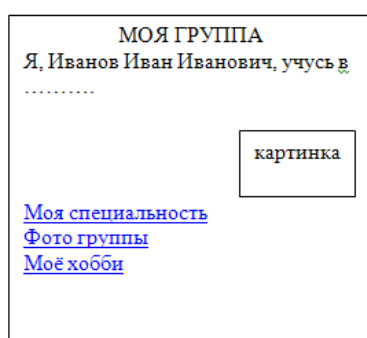 МОЯ ГРУППА
Я, Иванов Иван Иванович, учусь в
……….
картинка
Моя специальность
Фото группы
Моё хобби